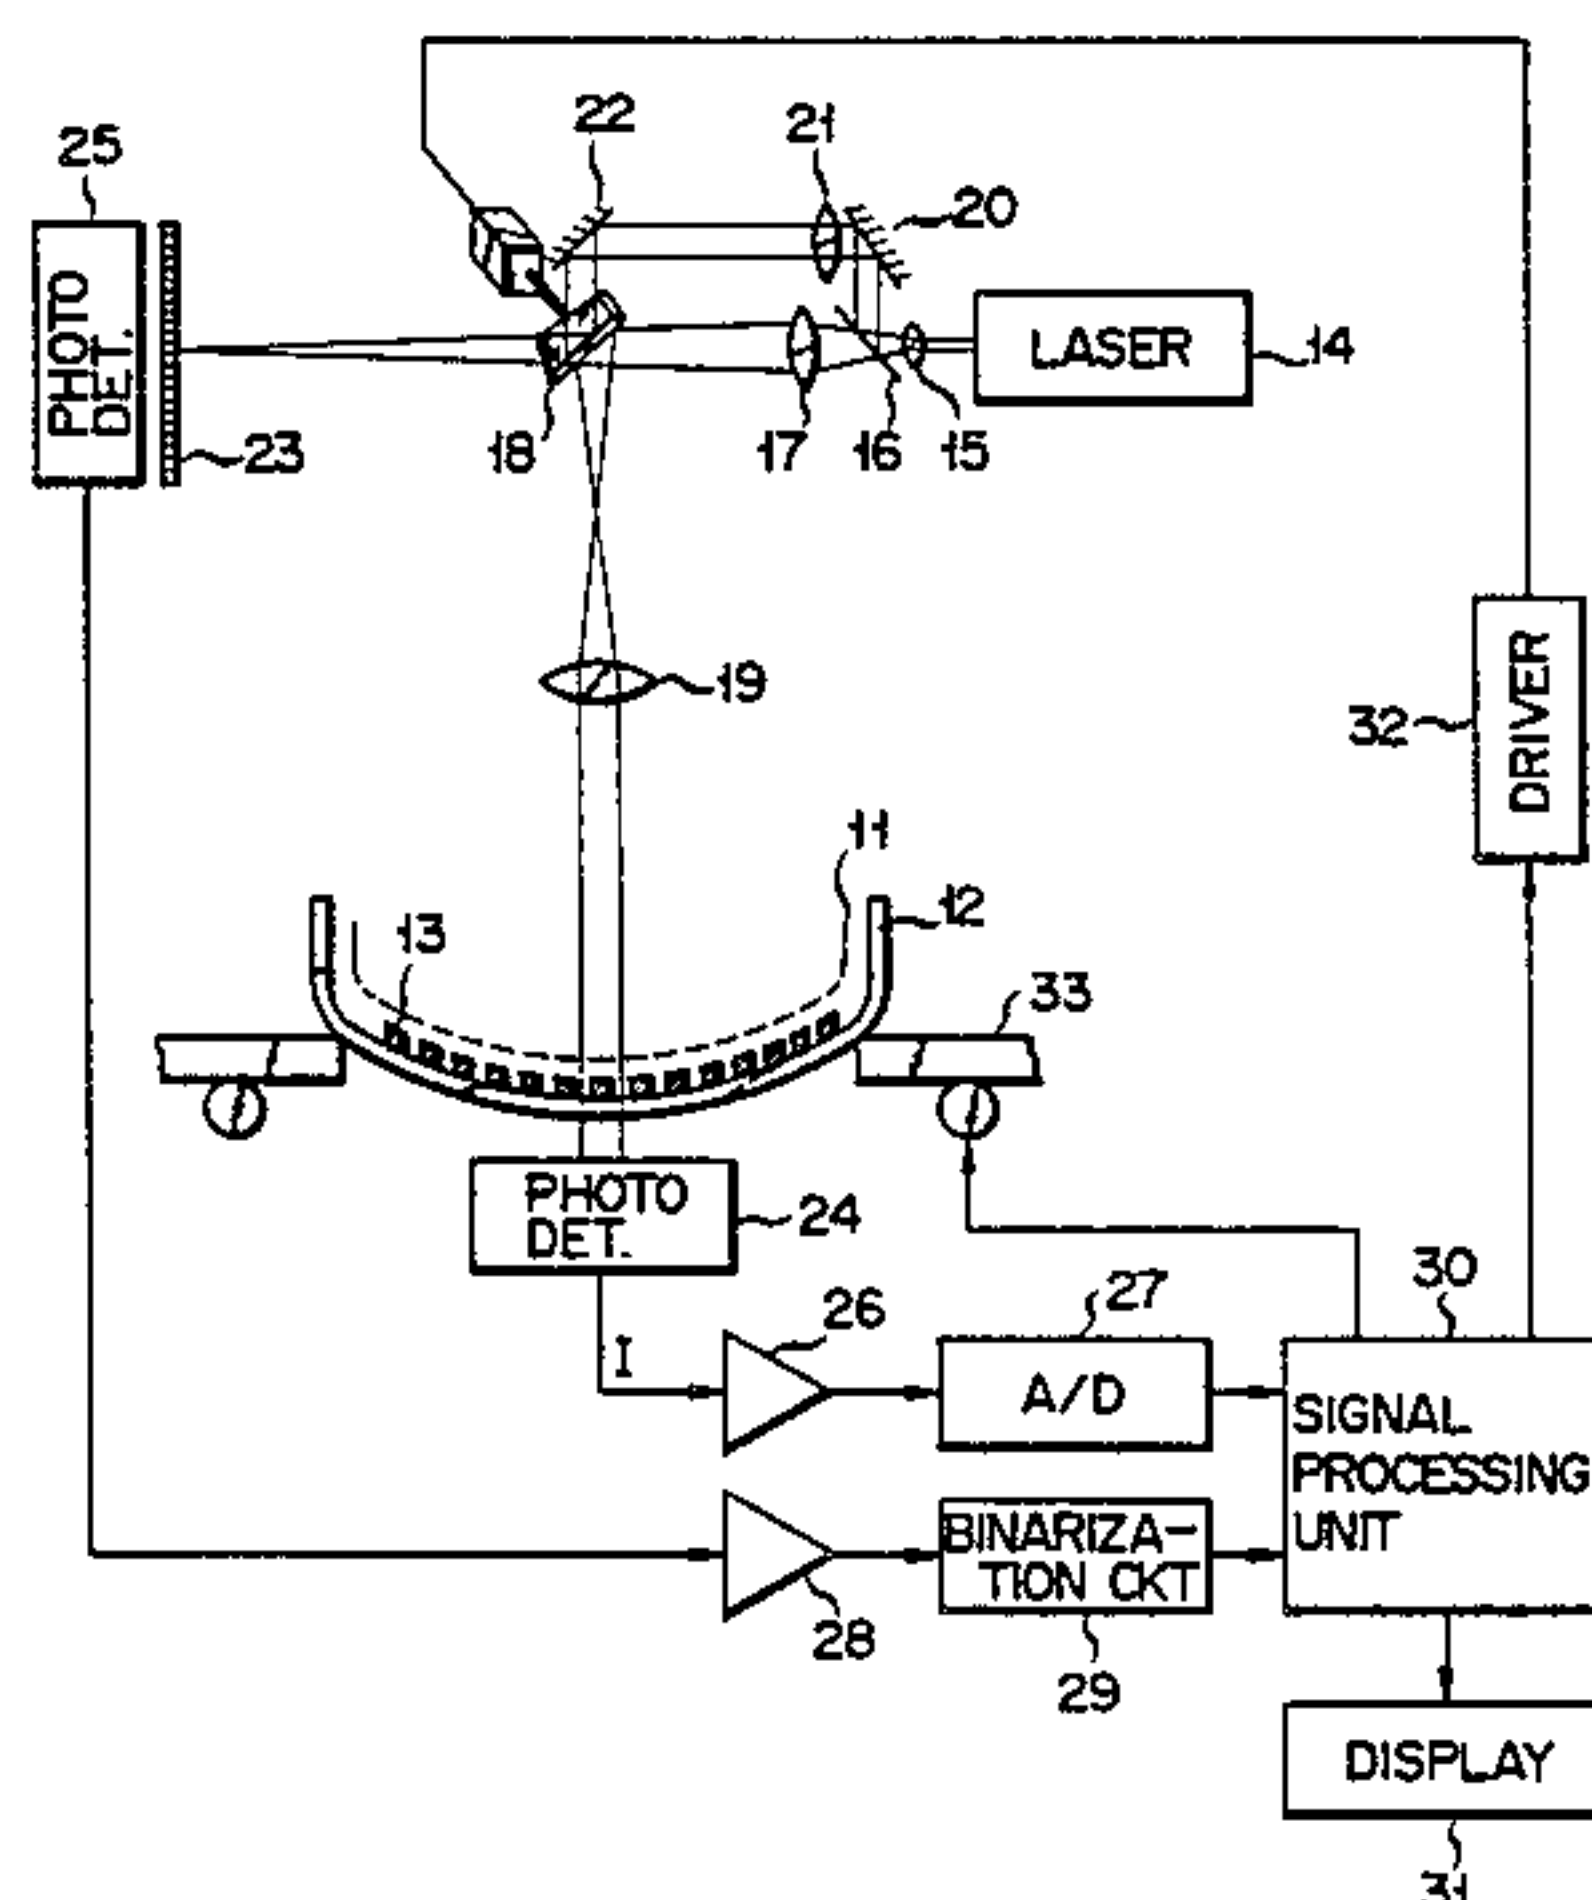 22
21
25
20
PHOTO
DET.
LASER
14
23
18
17
16
15
19
32
DRIVER
11
12
13
33
PHOTO
DET.
24
I
26
27
30
A/D
SIGNAL
PROCESSING
UNIT
BINARIZA-
TION CKT
28
29
DISPLAY
31